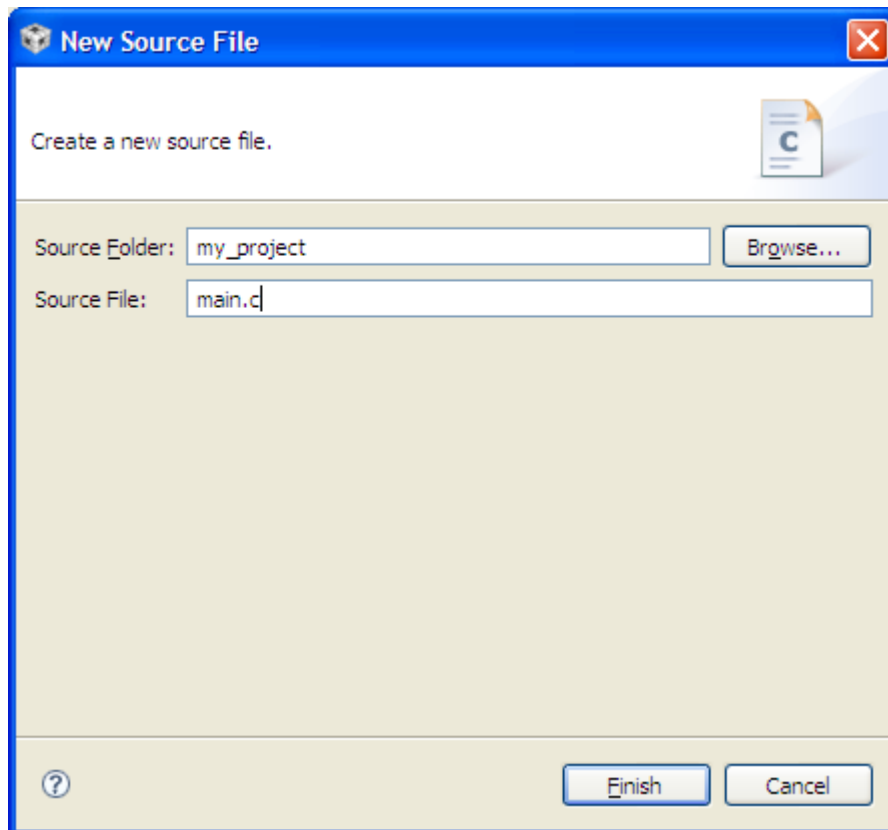 New Source File
Create a new source file.
C
Source Folder: my_project Browse...
Source File: main.c
? Finish Cancel